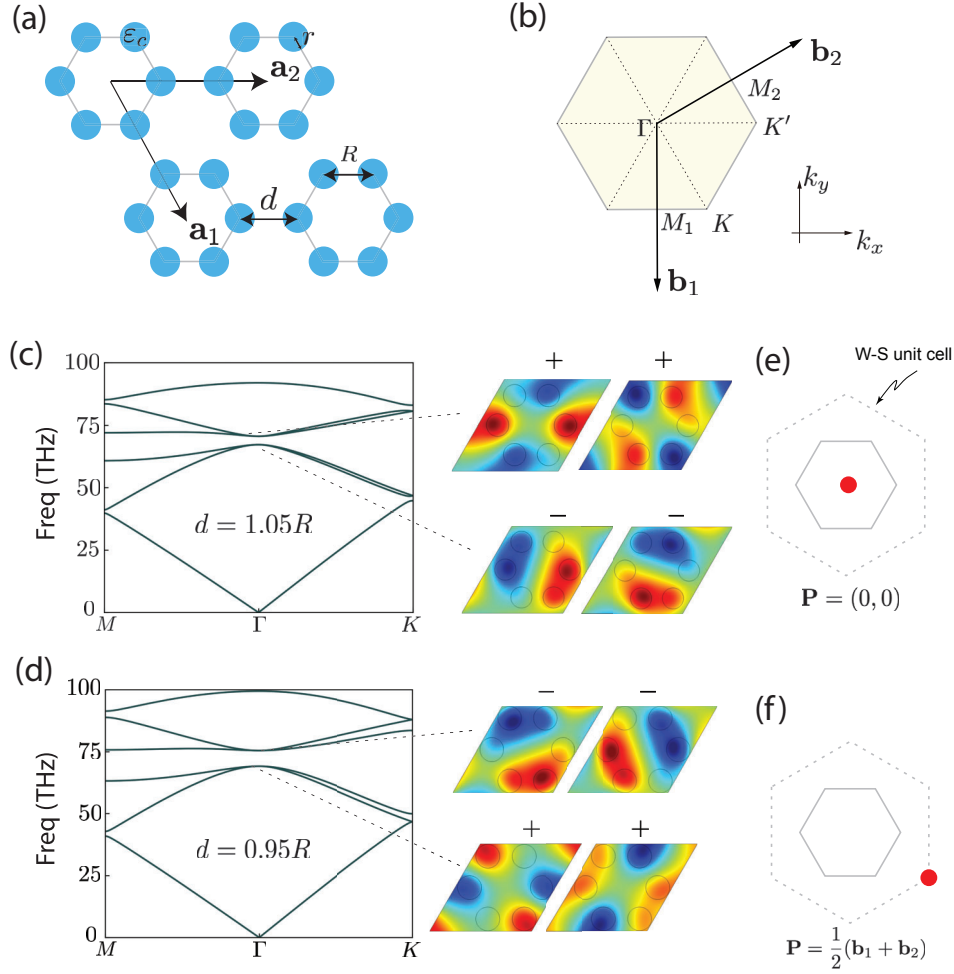 (a)
ε_c
r
a_2
R
d
a_1
(b)
b_2
M_2
Γ
K′
M_1
K
b_1
k_y
k_x
(c)
100
75
50
25
0
Freq (THz)
d = 1.05R
M
Γ
K
+
+
−
−
(e)
W-S unit cell
P = (0, 0)
(d)
100
75
50
25
0
Freq (THz)
d = 0.95R
M
Γ
K
−
−
+
+
(f)
P = 1/2(b_1 + b_2)